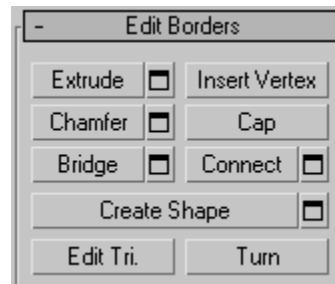 - Edit Borders
Extrude Insert Vertex
Chamfer Cap
Bridge Connect
Create Shape
Edit Tri. Turn